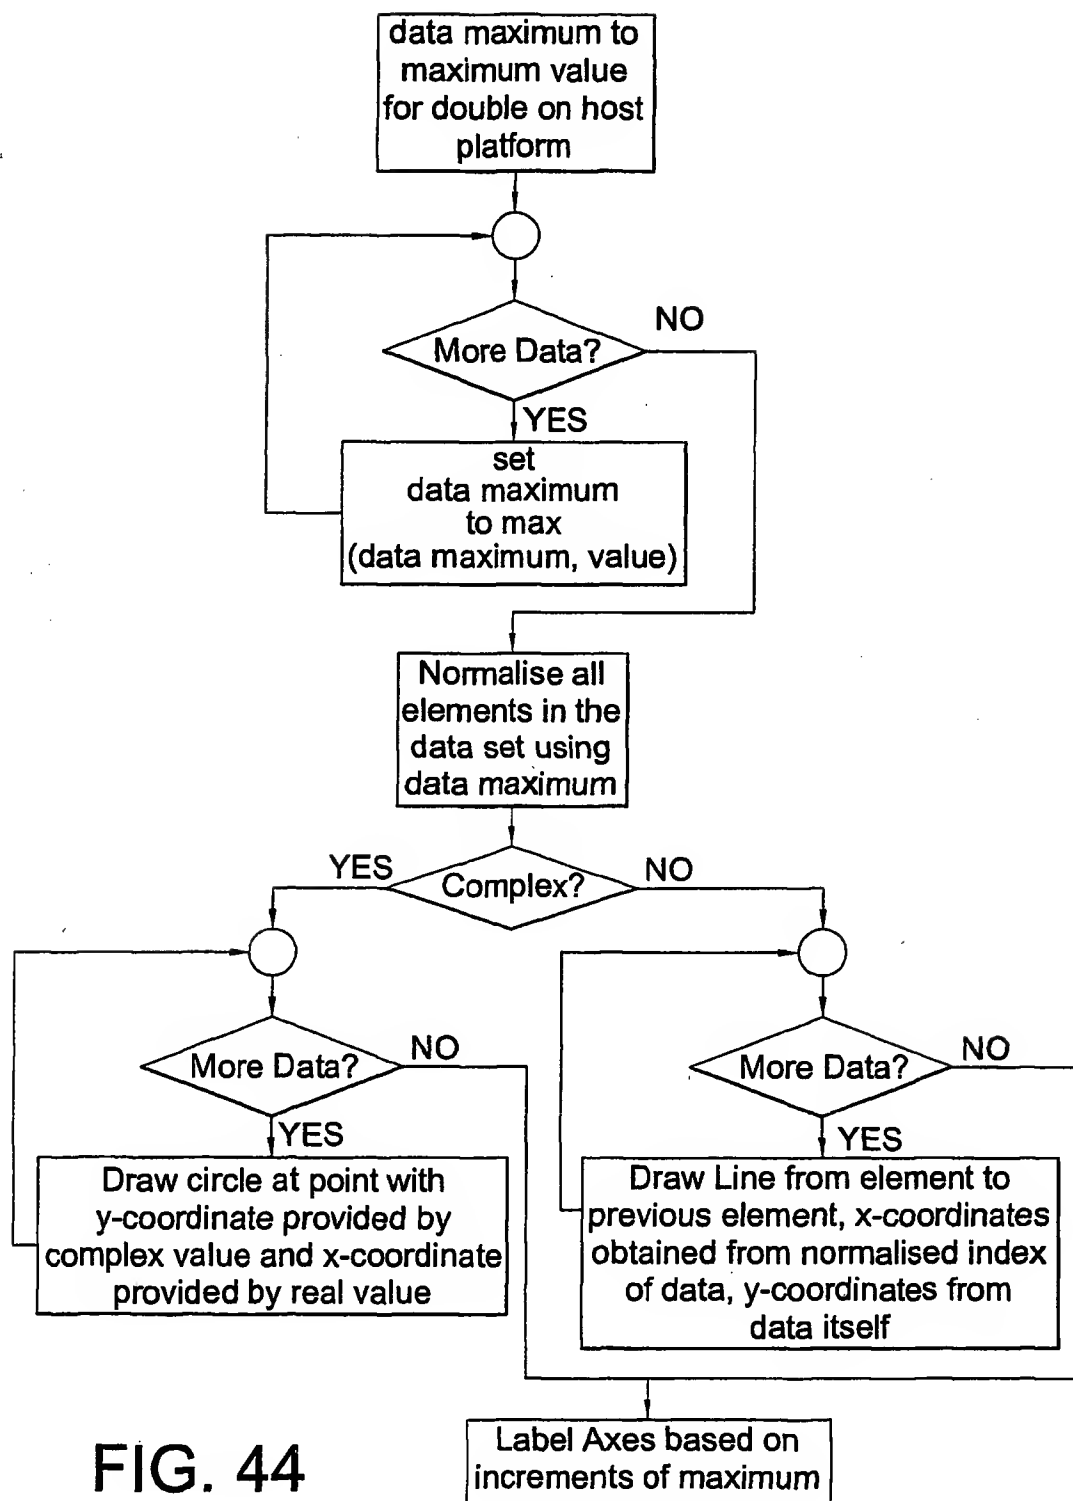 data maximum to
maximum value
for double on host
platform
More Data?
NO
YES
set
data maximum
to max
(data maximum, value)
Normalise all
elements in the
data set using
data maximum
YES
Complex?
NO
More Data?
NO
YES
Draw circle at point with
y-coordinate provided by
complex value and x-coordinate
provided by real value
More Data?
NO
YES
Draw Line from element to
previous element, x-coordinates
obtained from normalised index
of data, y-coordinates from
data itself
Label Axes based on
increments of maximum
FIG. 44